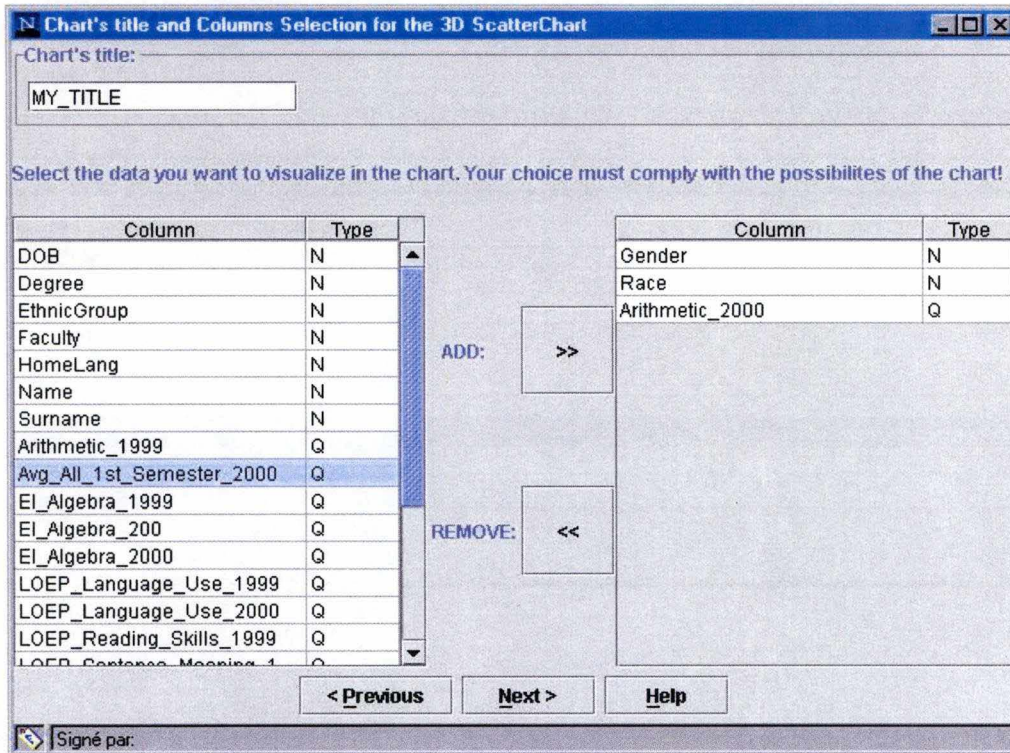 Chart's title and Columns Selection for the 3D ScatterChart
Chart's title:
MY_TITLE
Select the data you want to visualize in the chart. Your choice must comply with the possibilites of the chart!
Column Type
DOB N
Degree N
EthnicGroup N
Faculty N
HomeLang N
Name N
Surname N
Arithmetic_1999 Q
Avg_All_1st_Semester_2000 Q
El_Algebra_1999 Q
El_Algebra_200 Q
El_Algebra_2000 Q
LOEP_Language_Use_1999 Q
LOEP_Language_Use_2000 Q
LOEP_Reading_Skills_1999 Q
LOEP_Sentence_Meaning_1 Q
ADD: >>
REMOVE: <<
Column Type
Gender N
Race N
Arithmetic_2000 Q
< Previous Next > Help
Signé par: